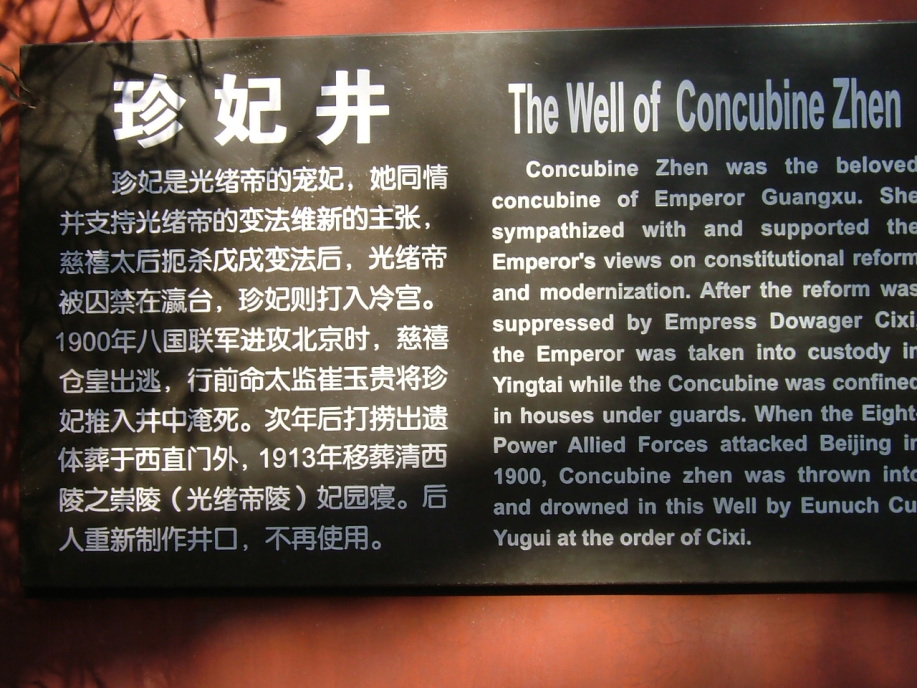 珍妃井
珍妃是光绪帝的宠妃，她同情
并支持光绪帝的变法维新的主张，
慈禧太后扼杀戊戌变法后，光绪帝
被囚禁在瀛台，珍妃则打入冷宫。
1900年八国联军进攻北京时，慈禧
仓皇出逃，行前命太监崔玉贵将珍
妃推入井中淹死。次年后打捞出遗
体葬于西直门外，1913年移葬清西
陵之崇陵（光绪帝陵）妃园寝。后
人重新制作井口，不再使用。
The Well of Concubine Zhen
Concubine Zhen was the beloved
concubine of Emperor Guangxu. She
sympathized with and supported the
Emperor's views on constitutional reform
and modernization. After the reform was
suppressed by Empress Dowager Cixi
the Emperor was taken into custody in
Yingtai while the Concubine was confined
in houses under guards. When the Eight
Power Allied Forces attacked Beijing in
1900, Concubine zhen was thrown into
and drowned in this Well by Eunuch Cu
Yugui at the order of Cixi.